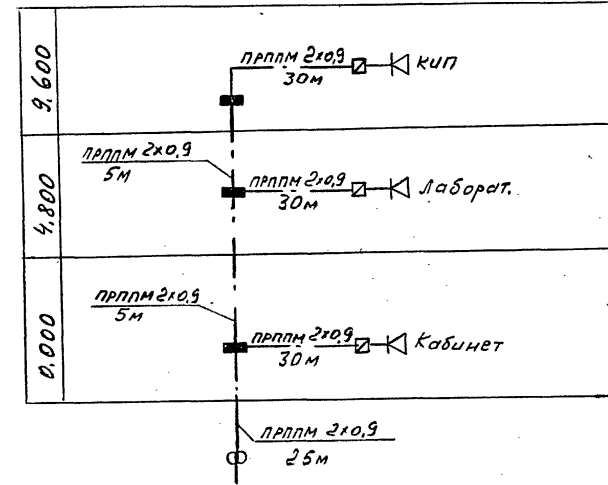 9.600
ПРППМ 2х0,9
30м
КИП
4.800
ПРППМ 2х0,9
5м
ПРППМ 2х0,9
30м
Лаборат.
0.000
ПРППМ 2х0,9
5м
ПРППМ 2х0,9
30м
Кабинет
ПРППМ 2х0,9
25м